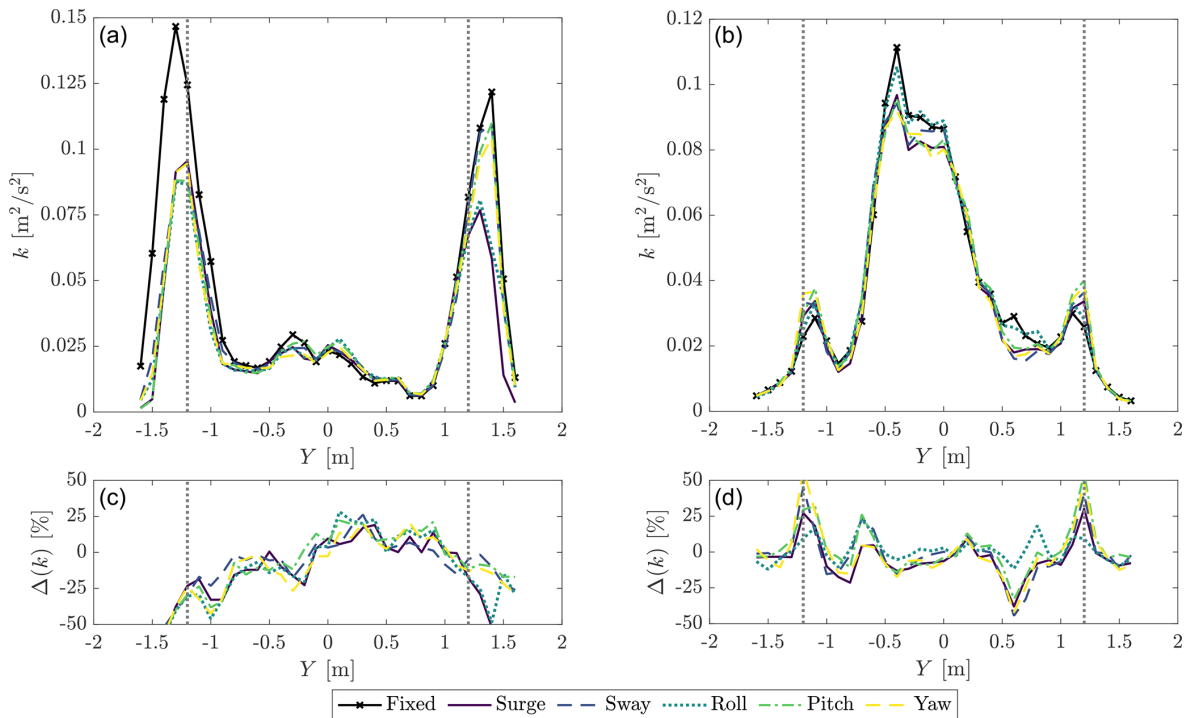 (a)
k [m²/s²]
0.15
0.125
0.1
0.075
0.05
0.025
0
-2 -1.5 -1 -0.5 0 0.5 1 1.5 2
Y [m]
(b)
k [m²/s²]
0.12
0.1
0.08
0.06
0.04
0.02
0
-2 -1.5 -1 -0.5 0 0.5 1 1.5 2
Y [m]
(c)
Δ(k) [%]
50
25
0
-25
-50
-2 -1.5 -1 -0.5 0 0.5 1 1.5 2
Y [m]
(d)
Δ(k) [%]
50
25
0
-25
-50
-2 -1.5 -1 -0.5 0 0.5 1 1.5 2
Y [m]
Fixed Surge Sway Roll Pitch Yaw